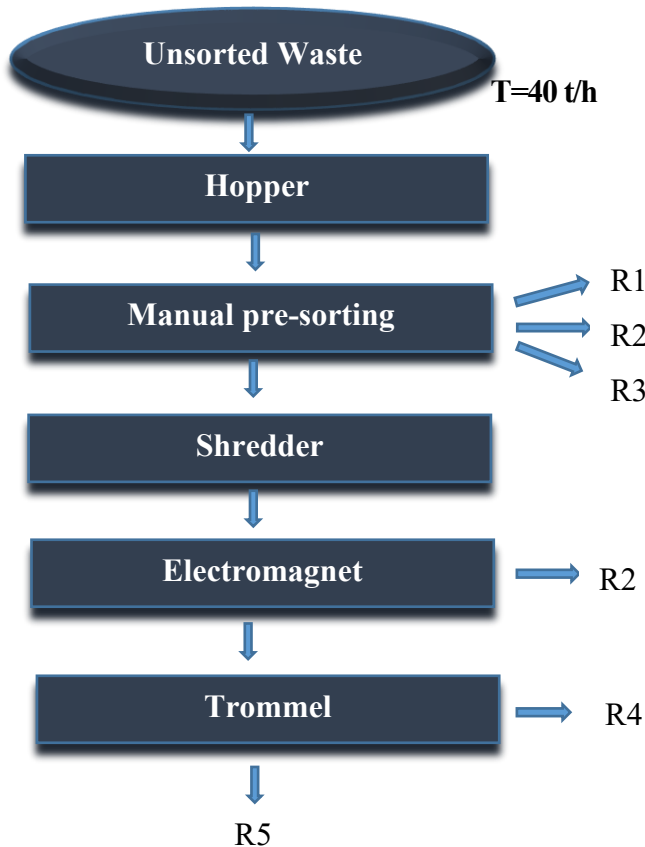 Unsorted Waste
T=40 t/h
Hopper
Manual pre-sorting
R1
R2
R3
Shredder
Electromagnet
R2
Trommel
R4
R5